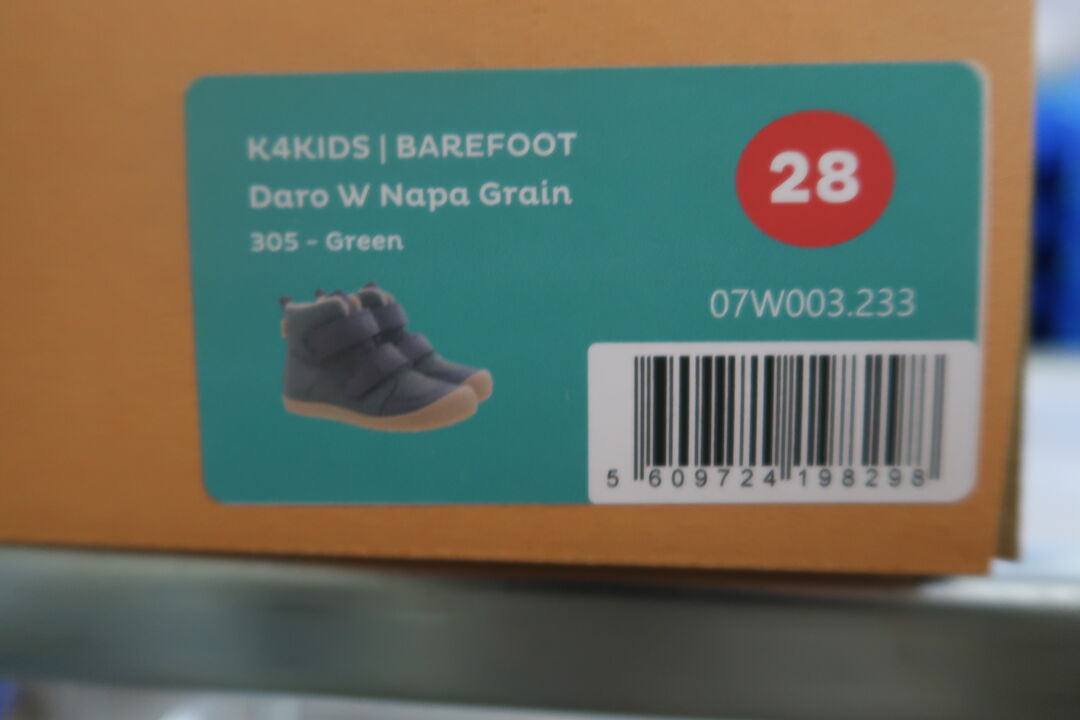 K4KIDS | BAREFOOT
Daro W Napa Grain
305 - Green
28
07W003.233
5 609724 198298